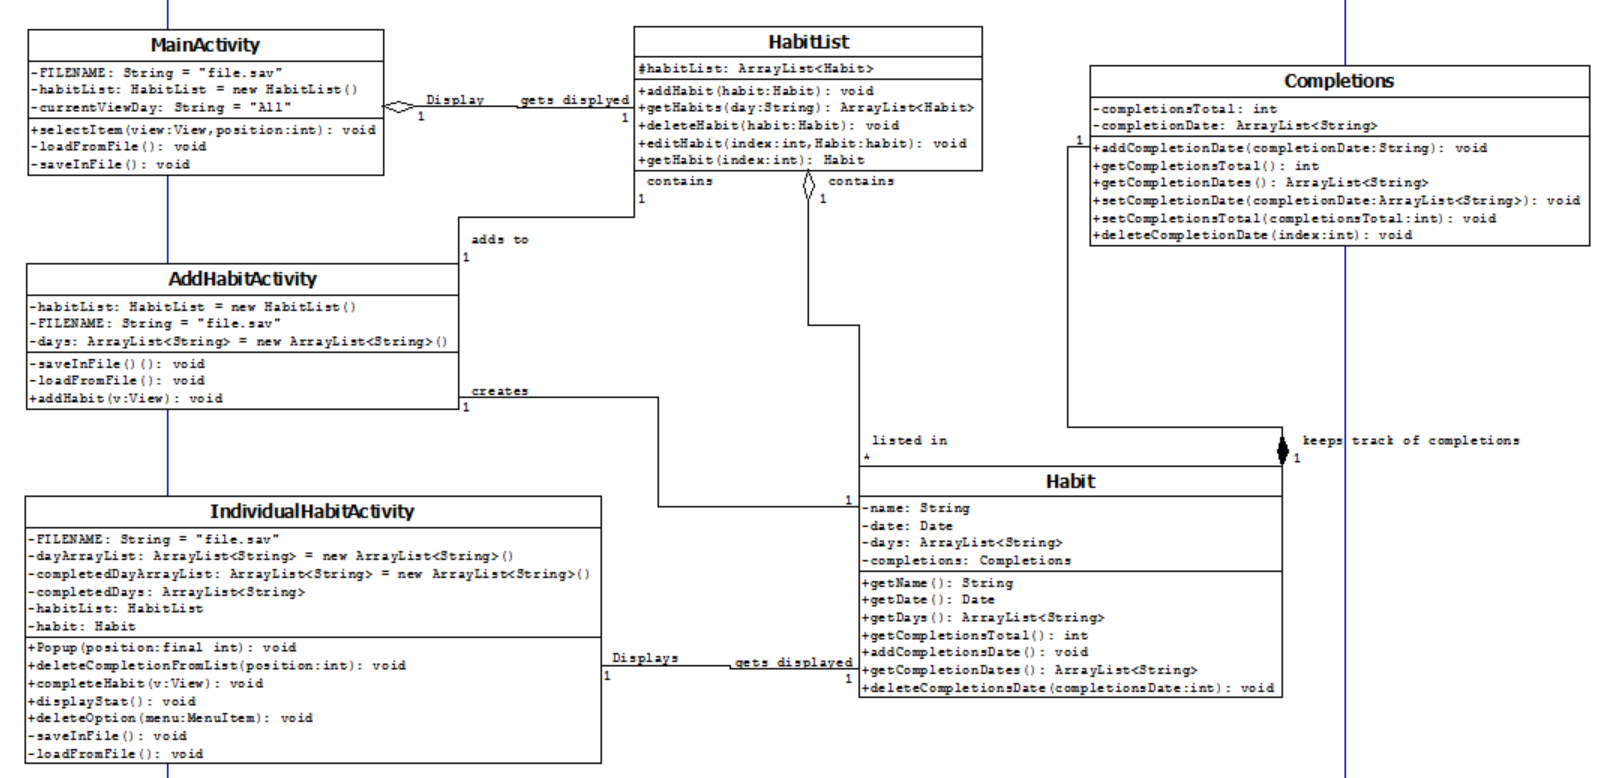 MainActivity
-FILENAME: String = "file.sav"
-habitList: HabitList = new HabitList()
-currentViewDay: String = "All"
+selectItem(view:View,position:int): void
-loadFromFile(): void
-saveInFile(): void
Display
1
gets displyed
1
HabitList
#habitList: ArrayList<Habit>
+addHabit(habit:Habit): void
+getHabits(day:String): ArrayList<Habit>
+deleteHabit(habit:Habit): void
+editHabit(index:int,Habit:habit): void
+getHabit(index:int): Habit
contains
1
contains
1
Completions
-completionsTotal: int
-completionDate: ArrayList<String>
+addCompletionDate(completionDate:String): void
+getCompletionsTotal(): int
+getCompletionDates(): ArrayList<String>
+setCompletionDate(completionDate:ArrayList<String>): void
+setCompletionsTotal(completionsTotal:int): void
+deleteCompletionDate(index:int): void
1
adds to
1
AddHabitActivity
-habitList: HabitList = new HabitList()
-FILENAME: String = "file.sav"
-days: ArrayList<String> = new ArrayList<String>()
-saveInFile()(): void
-loadFromFile(): void
+addHabit(v:View): void
creates
1
1
listed in
*
keeps track of completions
1
Habit
-name: String
-date: Date
-days: ArrayList<String>
-completions: Completions
+getName(): String
+getDate(): Date
+getDays(): ArrayList<String>
+getCompletionsTotal(): int
+addCompletionsDate(): void
+getCompletionDates(): ArrayList<String>
+deleteCompletionsDate(completionsDate:int): void
IndividualHabitActivity
-FILENAME: String = "file.sav"
-dayArrayList: ArrayList<String> = new ArrayList<String>()
-completedDayArrayList: ArrayList<String> = new ArrayList<String>()
-completedDays: ArrayList<String>
-habitList: HabitList
-habit: Habit
+Popup(position:final int): void
+deleteCompletionFromList(position:int): void
+completeHabit(v:View): void
+displayStat(): void
+deleteOption(menu:MenuItem): void
-saveInFile(): void
-loadFromFile(): void
Displays
1
gets displayed
1